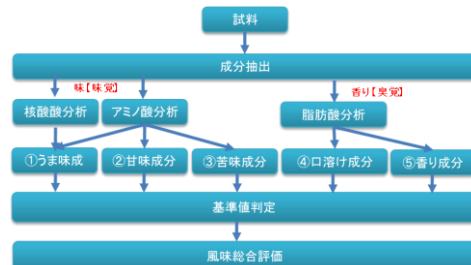 試料
成分抽出
味【味覚】
香り【臭覚】
核酸酸分析
アミノ酸分析
脂肪酸分析
①うま味成
②甘味成分
③苦味成分
④口溶け成分
⑤香り成分
基準値判定
風味総合評価